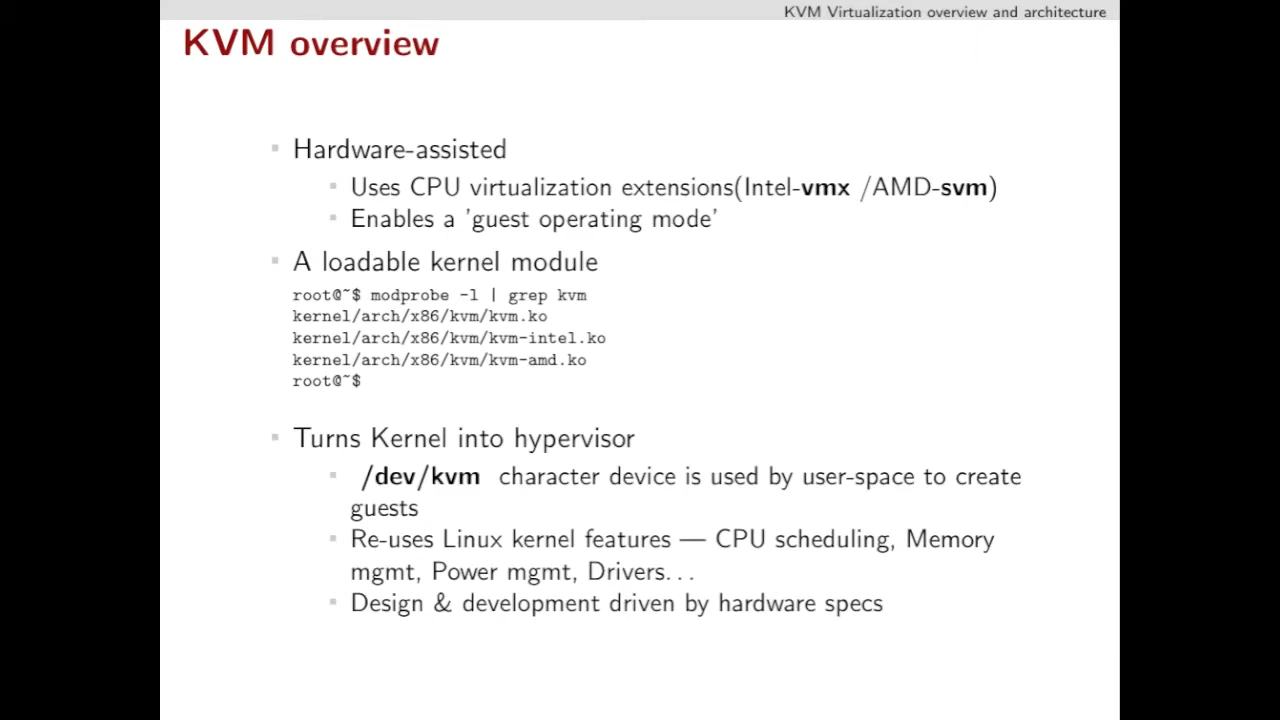 KVM Virtualization overview and architecture
KVM overview
Hardware-assisted
Uses CPU virtualization extensions(Intel-vmx /AMD-svm)
Enables a 'guest operating mode'
A loadable kernel module
root@~$ modprobe -l | grep kvm
kernel/arch/x86/kvm/kvm.ko
kernel/arch/x86/kvm/kvm-intel.ko
kernel/arch/x86/kvm/kvm-amd.ko
root@~$
Turns Kernel into hypervisor
/dev/kvm character device is used by user-space to create
guests
Re-uses Linux kernel features — CPU scheduling, Memory
mgmt, Power mgmt, Drivers...
Design & development driven by hardware specs